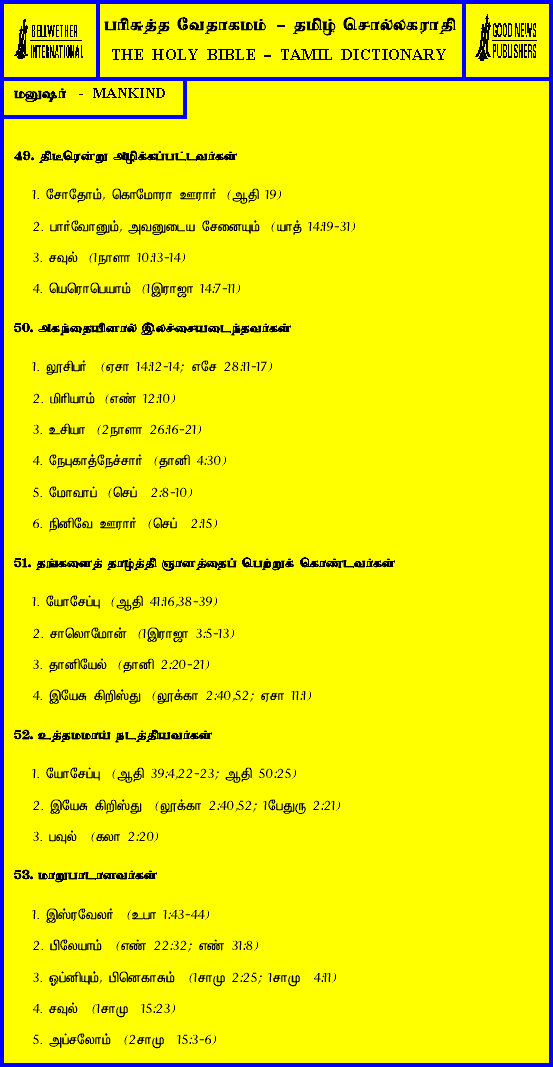 BELLWETHER INTERNATIONAL
பரிசுத்த வேதாகமம் - தமிழ் சொல்லகராதி
THE HOLY BIBLE - TAMIL DICTIONARY
GOOD NEWS PUBLISHERS
மனுஷர் - MANKIND
49. திடீரென்று அழிக்கப்பட்டவர்கள்
1. சோதோம், கொமோரா ஊரார் (ஆதி 19)
2. பார்வோனும், அவனுடைய சேனையும் (யாத் 14:19-31)
3. சவுல் (1நாளா 10:13-14)
4. யெரொபெயாம் (1இராஜா 14:7-11)
50. அகந்தையினால் இலச்சையடைந்தவர்கள்
1. லூசிபர் (ஏசா 14:12-14; எசே 28:11-17)
2. மிரியாம் (எண் 12:10)
3. உசியா (2நாளா 26:16-21)
4. நேபுகாத்நேச்சார் (தானி 4:30)
5. மோவாப் (செப் 2:8-10)
6. நினிவே ஊரார் (செப் 2:15)
51. தங்களைத் தாழ்த்தி ஞானத்தைப் பெற்றுக் கொண்டவர்கள்
1. யோசேப்பு (ஆதி 41:16,38-39)
2. சாலொமோன் (1இராஜா 3:5-13)
3. தானியேல் (தானி 2:20-21)
4. இயேசு கிறிஸ்து (லூக்கா 2:40,52; ஏசா 11:1)
52. உத்தமமாய் நடத்தியவர்கள்
1. யோசேப்பு (ஆதி 39:4,22-23; ஆதி 50:25)
2. இயேசு கிறிஸ்து (லூக்கா 2:40,52; 1பேதுரு 2:21)
3. பவுல் (கலா 2:20)
53. மாறுபாடானவர்கள்
1. இஸ்ரவேலர் (உபா 1:43-44)
2. பிலேயாம் (எண் 22:32; எண் 31:8)
3. ஒப்னியும், பினெகாசும் (1சாமு 2:25; 1சாமு 4:11)
4. சவுல் (1சாமு 15:23)
5. அப்சலோம் (2சாமு 15:3-6)